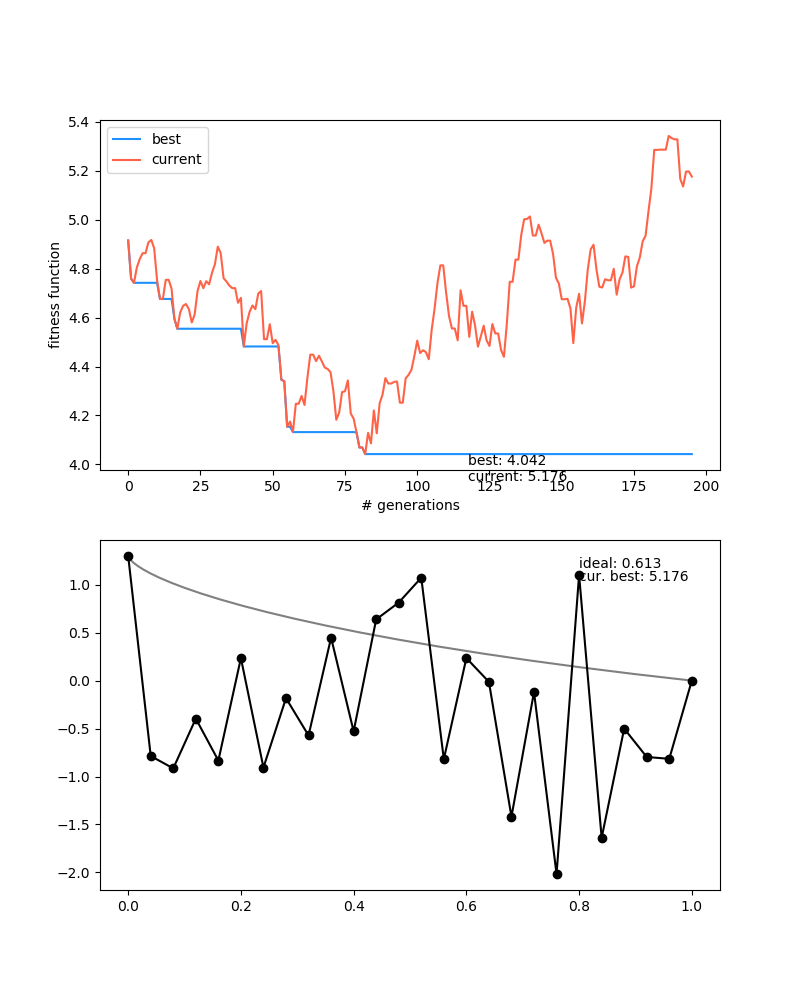 5.4
best
current
5.2
5.0
4.8
4.6
4.4
4.2
4.0
fitness function
best: 4.042
current: 5.176
0 25 50 75 100 125 150 175 200
# generations
ideal: 0.613
cur. best: 5.176
1.0
0.5
0.0
−0.5
−1.0
−1.5
−2.0
0.0 0.2 0.4 0.6 0.8 1.0